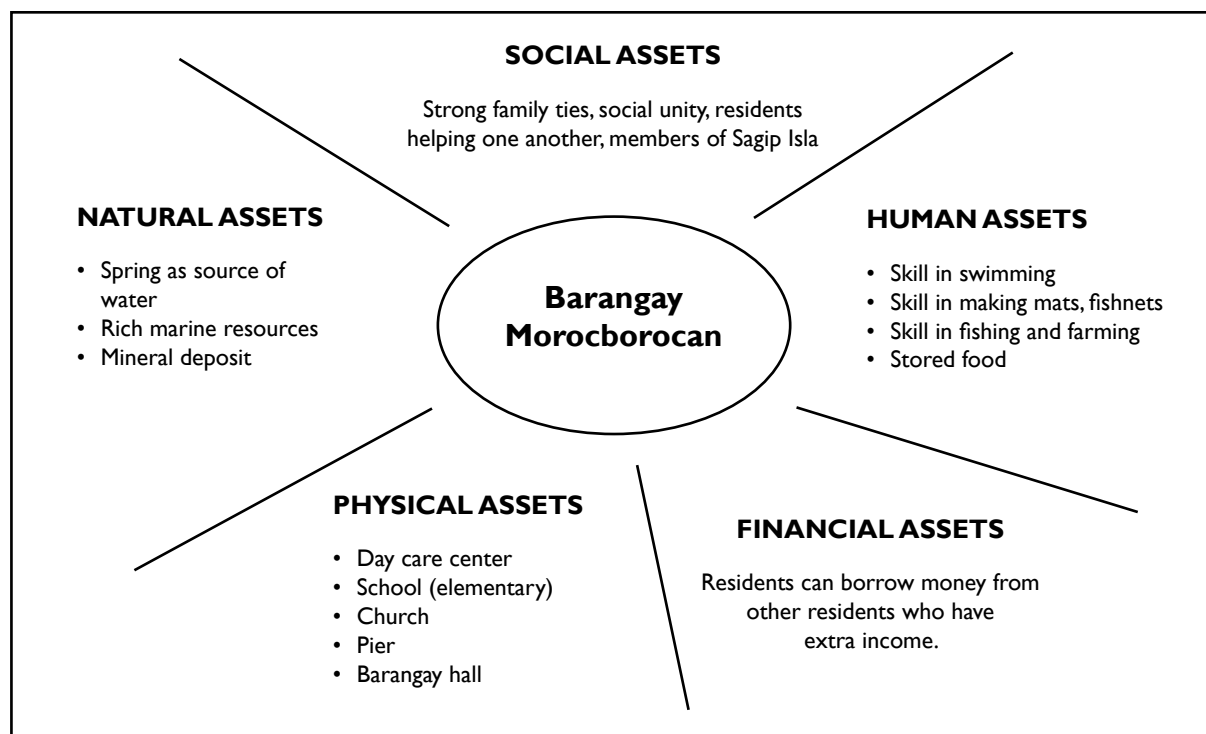 SOCIAL ASSETS
Strong family ties, social unity, residents
helping one another, members of Sagip Isla
NATURAL ASSETS
• Spring as source of
water
• Rich marine resources
• Mineral deposit
Barangay
Morocborocan
HUMAN ASSETS
• Skill in swimming
• Skill in making mats, fishnets
• Skill in fishing and farming
• Stored food
PHYSICAL ASSETS
• Day care center
• School (elementary)
• Church
• Pier
• Barangay hall
FINANCIAL ASSETS
Residents can borrow money from
other residents who have
extra income.